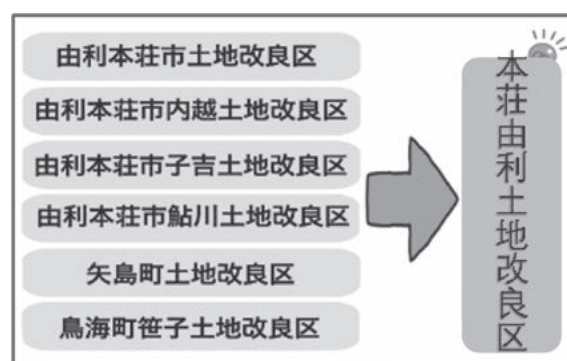 由利本荘市土地改良区
由利本荘市内越土地改良区
由利本荘市子吉土地改良区
由利本荘市鮎川土地改良区
矢島町土地改良区
鳥海町笹子土地改良区
本荘由利土地改良区